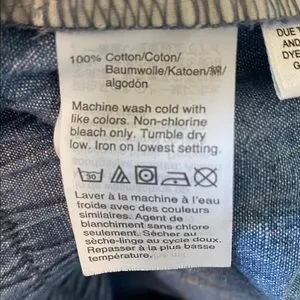 100% Cotton/Coton/
Baumwolle/Katoen/綿/
algodón
Machine wash cold with
like colors. Non-chlorine
bleach only. Tumble dry
low. Iron on lowest setting.
30
Laver à la machine à l'eau
froide avec des couleurs
similaires. Agent de
blanchiment sans chlore
seulement. Sécher au
sèche-linge au cycle doux.
Repasser à la plus basse
température.
DUE
AND
DYE